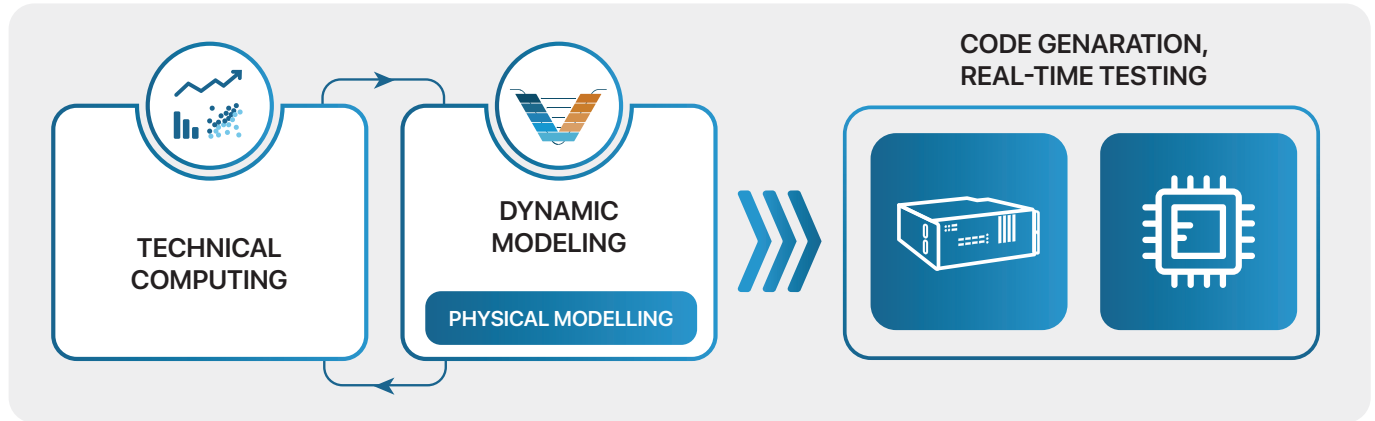 TECHNICAL
COMPUTING
DYNAMIC
MODELING
PHYSICAL MODELLING
CODE GENARATION,
REAL-TIME TESTING